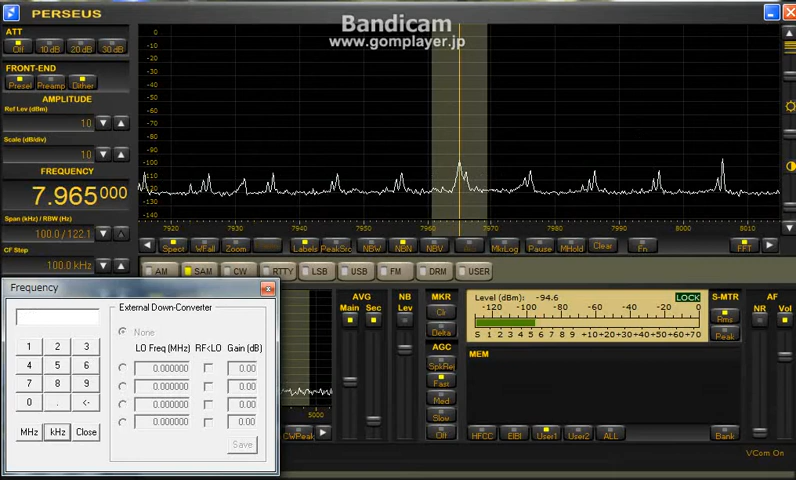 PERSEUS
Bandicam
www.gomplayer.jp
ATT
Off 10 dB 20 dB 30 dB
FRONT-END
Presel Preamp Dither
AMPLITUDE
Ref Lev (dBm)
10
Scale (dB/div)
10
FREQUENCY
7.965000
Span (kHz) / RBW (Hz)
100.0 / 122.1
CF Step
100.0 kHz
0
-10
-20
-30
-40
-50
-60
-70
-80
-90
-100
-110
-120
-130
-140
7920 7930 7940 7950 7960 7970 7980 7990 8000 8010
Spect WFall Zoom Labels PeakSrc NBW NBN NBV MkrLog Pause MHold Clear Fn FFT
AM SAM CW RTTY LSB USB FM DRM USER
Frequency
1 2 3
4 5 6
7 8 9
0 . <-
MHz kHz Close
External Down-Converter
None
LO Freq (MHz) RF<LO Gain (dB)
0.000000 0.00
0.000000 0.00
0.000000 0.00
0.000000 0.00
Save
5000
CWPeak
AVG
Main Sec
NB
Lev
MKR
Clr
Delta
AGC
SpkRej
Fast
Med
Slow
Off
Level (dBm): -94.6 LOCK
-120 -100 -80 -60 -40 -20 0
S 1 2 3 4 5 6 7 8 9 +10 +20 +30 +40 +50 +60 +70
S-MTR
Rms
Peak
AF
NR Vol
MEM
HFCC EIBI User1 User2 ALL Bank
VCom On